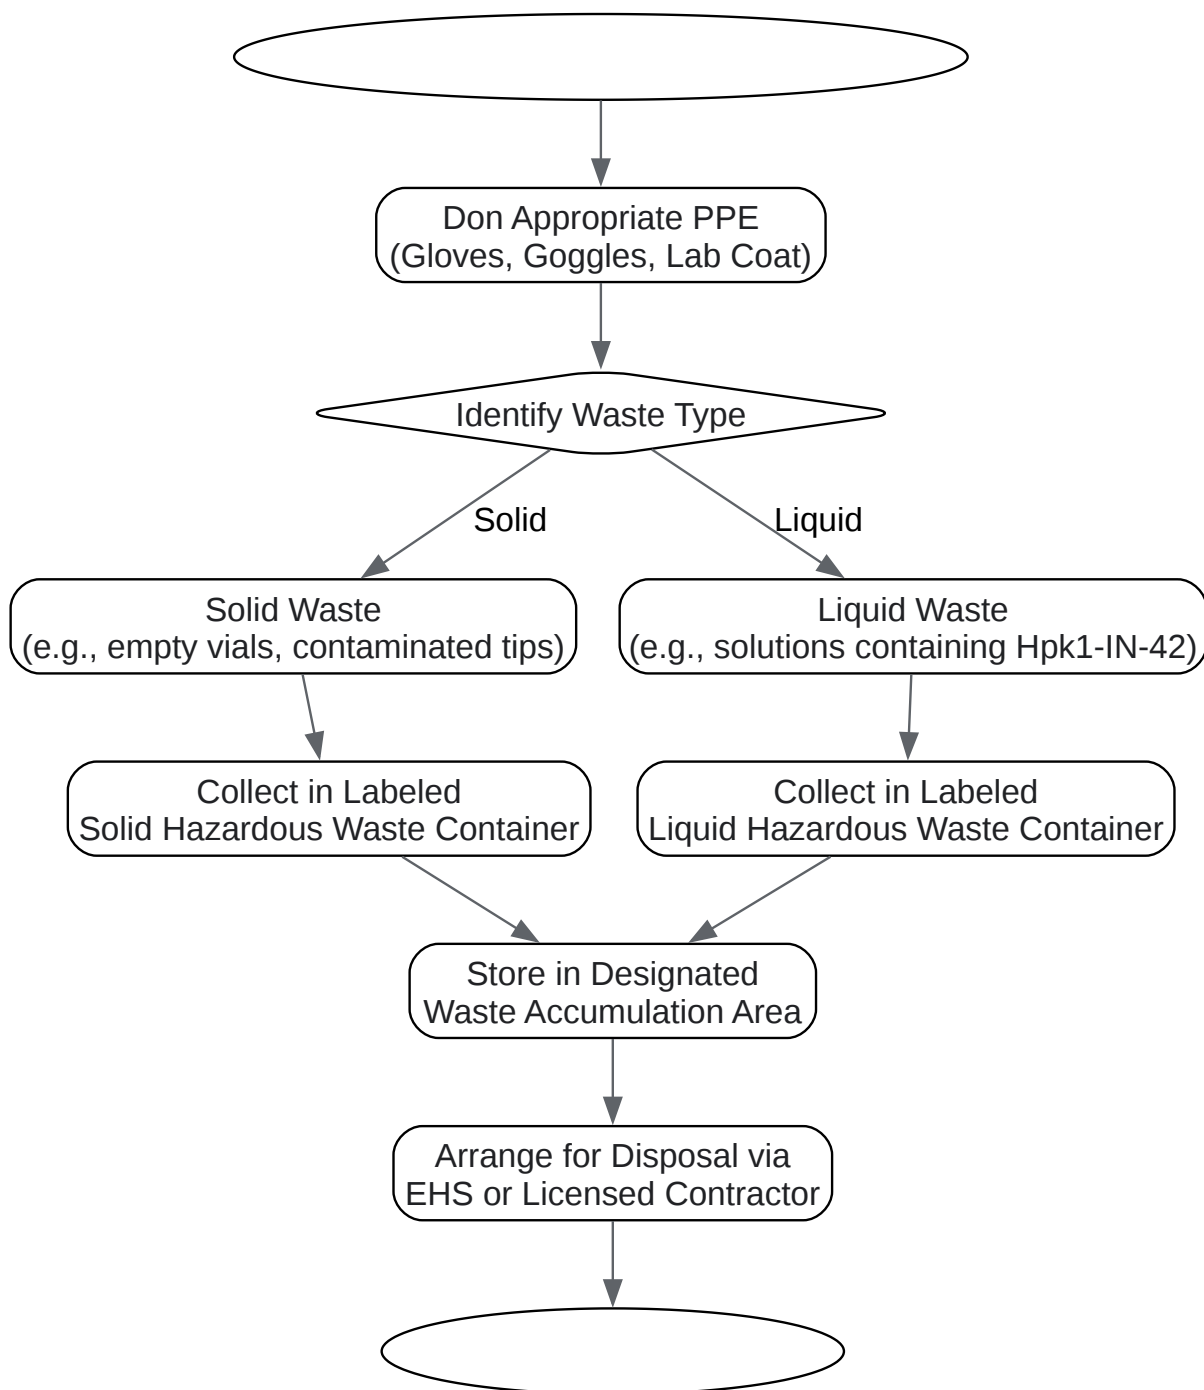 Don Appropriate PPE
(Gloves, Goggles, Lab Coat)
Identify Waste Type
Solid
Liquid
Solid Waste
(e.g., empty vials, contaminated tips)
Liquid Waste
(e.g., solutions containing Hpk1-IN-42)
Collect in Labeled
Solid Hazardous Waste Container
Collect in Labeled
Liquid Hazardous Waste Container
Store in Designated
Waste Accumulation Area
Arrange for Disposal via
EHS or Licensed Contractor